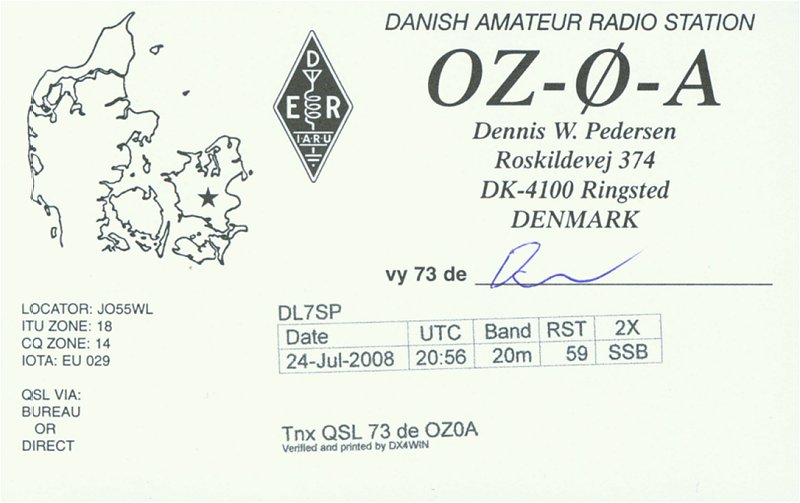 DANISH AMATEUR RADIO STATION
OZ-Ø-A
Dennis W. Pedersen
Roskildevej 374
DK-4100 Ringsted
DENMARK
D
E R
I.A.R.U
vy 73 de
LOCATOR: JO55WL
ITU ZONE: 18
CQ ZONE: 14
IOTA: EU 029
QSL VIA:
BUREAU
OR
DIRECT
DL7SP
Date UTC Band RST 2X
24-Jul-2008 20:56 20m 59 SSB
Tnx QSL 73 de OZ0A
Verified and printed by DX4WIN